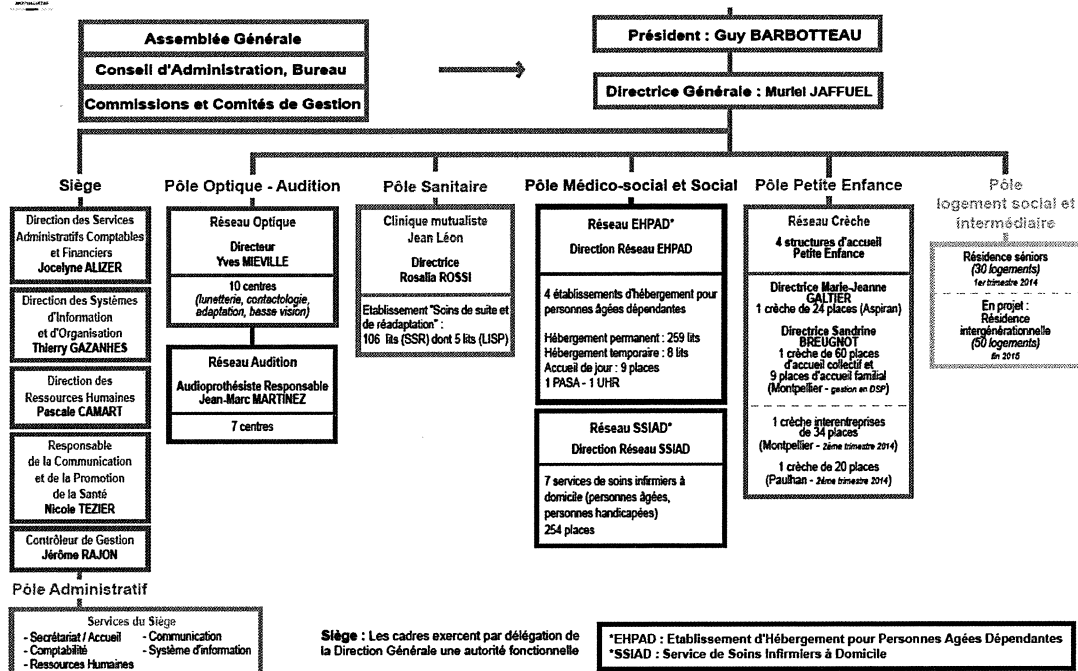 Assemblée Générale
Conseil d'Administration, Bureau
Commissions et Comités de Gestion
Président : Guy BARBOTTEAU
Directrice Générale : Muriel JAFFUEL
Siège
Direction des Services
Administratifs Comptables
et Financiers
Jocelyne ALIZER
Direction des Systèmes
d'Information
et d'Organisation
Thierry GAZANHES
Direction des
Ressources Humaines
Pascale CAMART
Responsable
de la Communication
et de la Promotion
de la Santé
Nicole TEZIER
Contrôleur de Gestion
Jérôme RAJON
Pôle Administratif
Services du Siège
- Secrétariat / Accueil
- Comptabilité
- Ressources Humaines
- Communication
- Système d'information
Pôle Optique - Audition
Réseau Optique
Directeur
Yves MIEVILLE
10 centres
(lunetterie, contactologie,
adaptation, basse vision)
Réseau Audition
Audioprothésiste Responsable
Jean-Marc MARTINEZ
7 centres
Pôle Sanitaire
Clinique mutualiste
Jean Léon
Directrice
Rosalia ROSSI
Etablissement "Soins de suite et
de réadaptation" :
106 lits (SSR) dont 5 lits (LISP)
Pôle Médico-social et Social
Réseau EHPAD*
Direction Réseau EHPAD
4 établissements d'hébergement pour
personnes âgées dépendantes
Hébergement permanent : 259 lits
Hébergement temporaire : 8 lits
Accueil de jour : 9 places
1 PASA - 1 UHR
Réseau SSIAD*
Direction Réseau SSIAD
7 services de soins infirmiers à
domicile (personnes âgées,
personnes handicapées)
254 places
Pôle Petite Enfance
Réseau Crèche
4 structures d'accueil
Petite Enfance
Directrice Marie-Jeanne
GALTIER
1 crèche de 24 places (Aspiran)
Directrice Sandrine
BREUGNOT
1 crèche de 60 places
d'accueil collectif et
9 places d'accueil familial
(Montpellier - gestion en DSP)
1 crèche interentreprises
de 34 places
(Montpellier - 2ème trimestre 2014)
1 crèche de 20 places
(Paulhan - 2ème trimestre 2014)
Pôle
logement social et
intermédiaire
Résidence séniors
(30 logements)
1er trimestre 2014
En projet :
Résidence
intergénérationnelle
(50 logements)
En 2015
Siège : Les cadres exercent par délégation de
la Direction Générale une autorité fonctionnelle
*EHPAD : Etablissement d'Hébergement pour Personnes Agées Dépendantes
*SSIAD : Service de Soins Infirmiers à Domicile